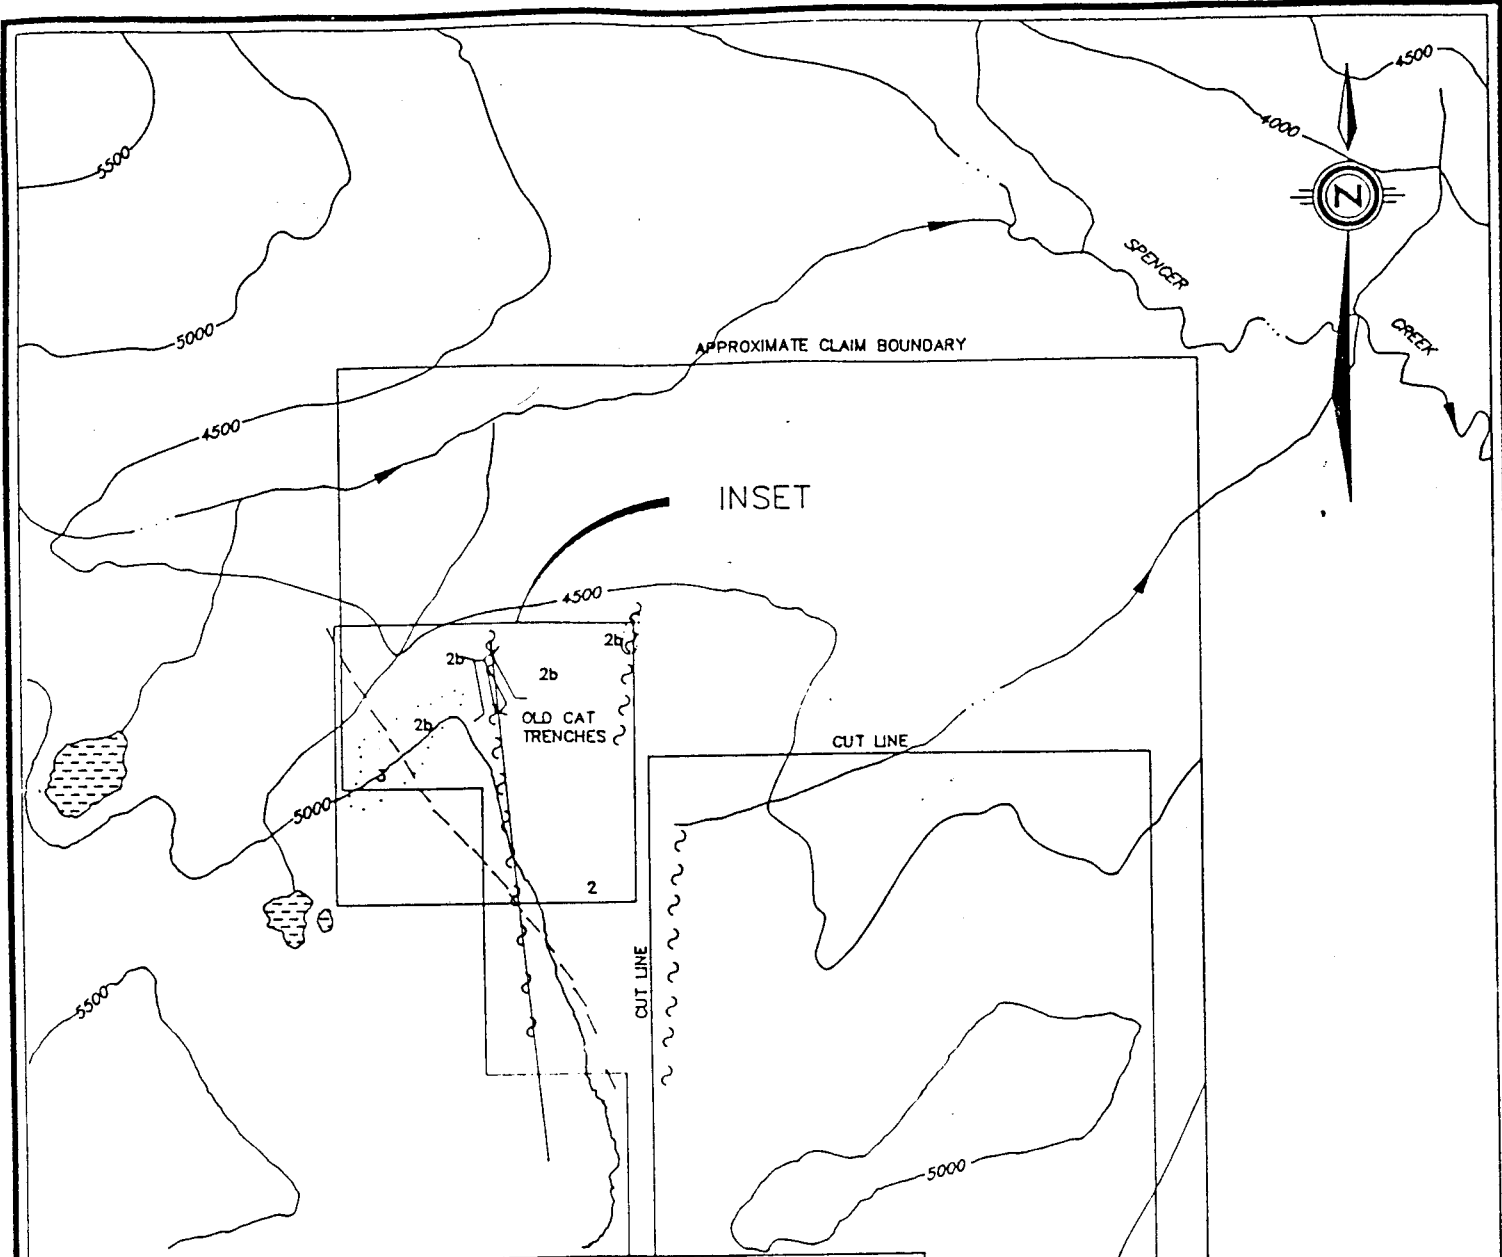 4500
4000
5500
N
SPENCER
5000
CREEK
APPROXIMATE CLAIM BOUNDARY
4500
INSET
4500
2b
2b
2b
2b
OLD CAT
TRENCHES
CUT LINE
3
5000
2
CUT LINE
5500
5000